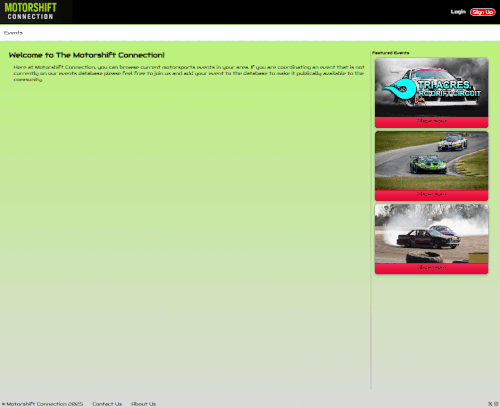 MOTORSHIFT
CONNECTION
Login Sign Up
Events
Welcome to The Motorshift Connection!
Here at Motorshift Connection, you can browse current motorsports events in your area. If you are coordinating an event that is not
currently on our events database please feel free to join us and add your event to the database to make it publically available to the
community.
Featured Events
TRI ACRES
RC DRIFT CIRCUIT
© Motorshift Connection 2025 Contact Us About Us